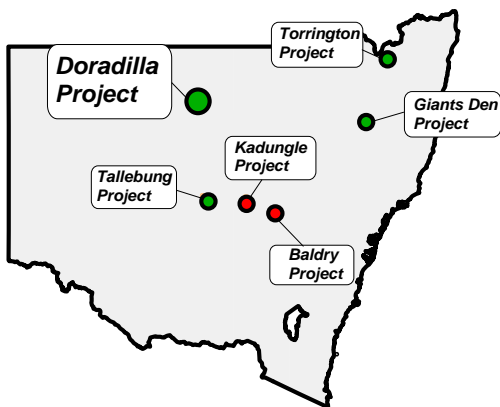 Torrington
Project
Doradilla
Project
Giants Den
Project
Kadungle
Project
Tallebung
Project
Baldry
Project